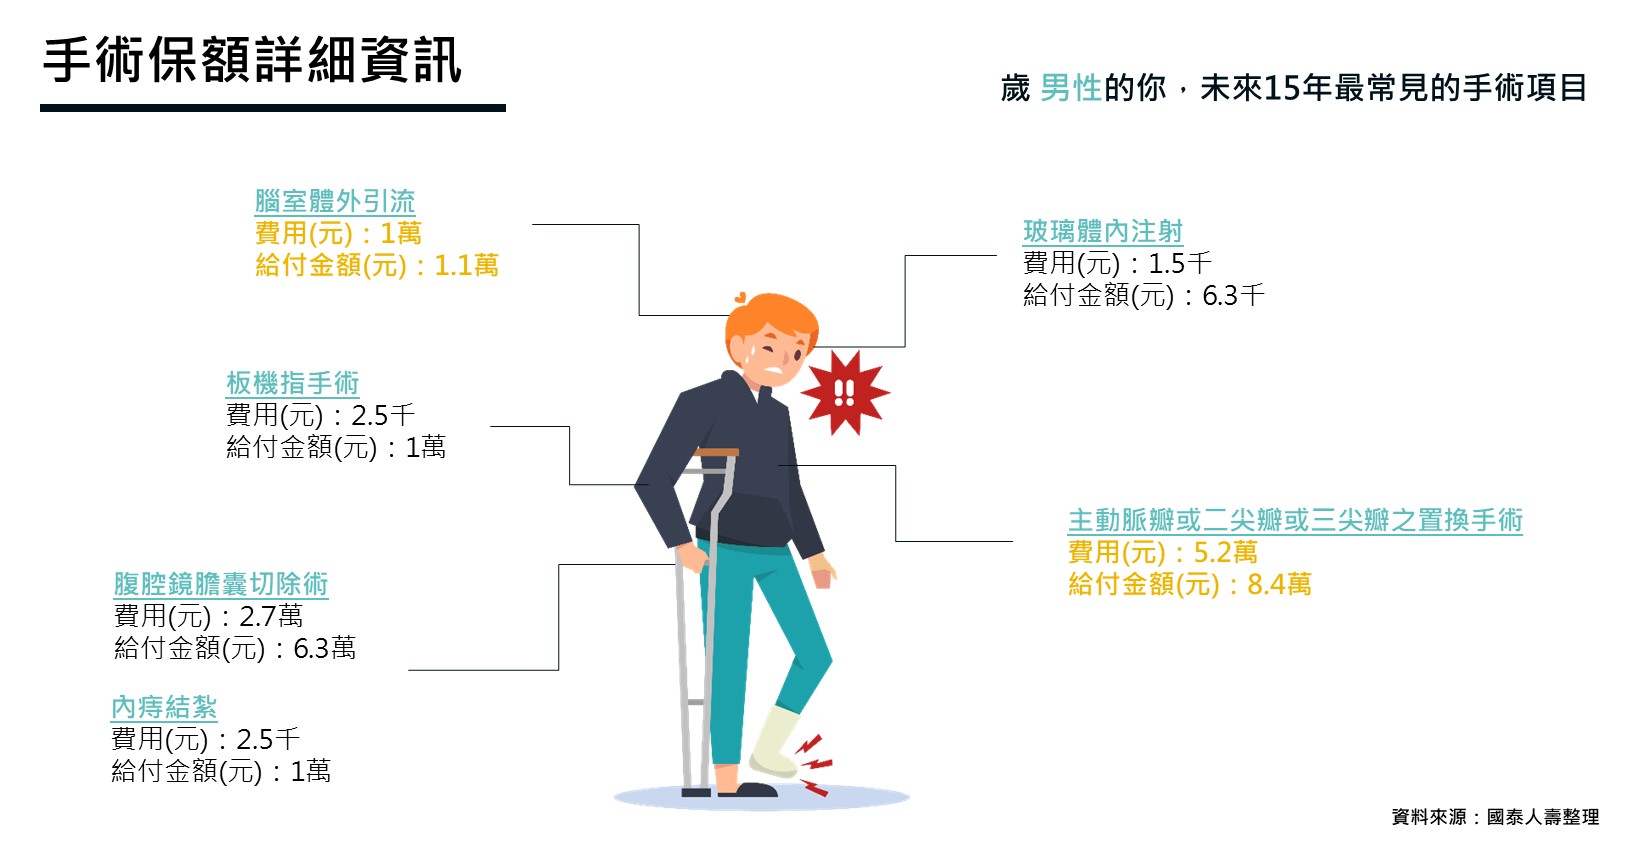 手術保額詳細資訊
歲 男性的你，未來15年最常見的手術項目
腦室體外引流
費用(元)：1萬
給付金額(元)：1.1萬
玻璃體內注射
費用(元)：1.5千
給付金額(元)：6.3千
板機指手術
費用(元)：2.5千
給付金額(元)：1萬
主動脈瓣或二尖瓣或三尖瓣之置換手術
費用(元)：5.2萬
給付金額(元)：8.4萬
腹腔鏡膽囊切除術
費用(元)：2.7萬
給付金額(元)：6.3萬
內痔結紮
費用(元)：2.5千
給付金額(元)：1萬
!!
資料來源：國泰人壽整理